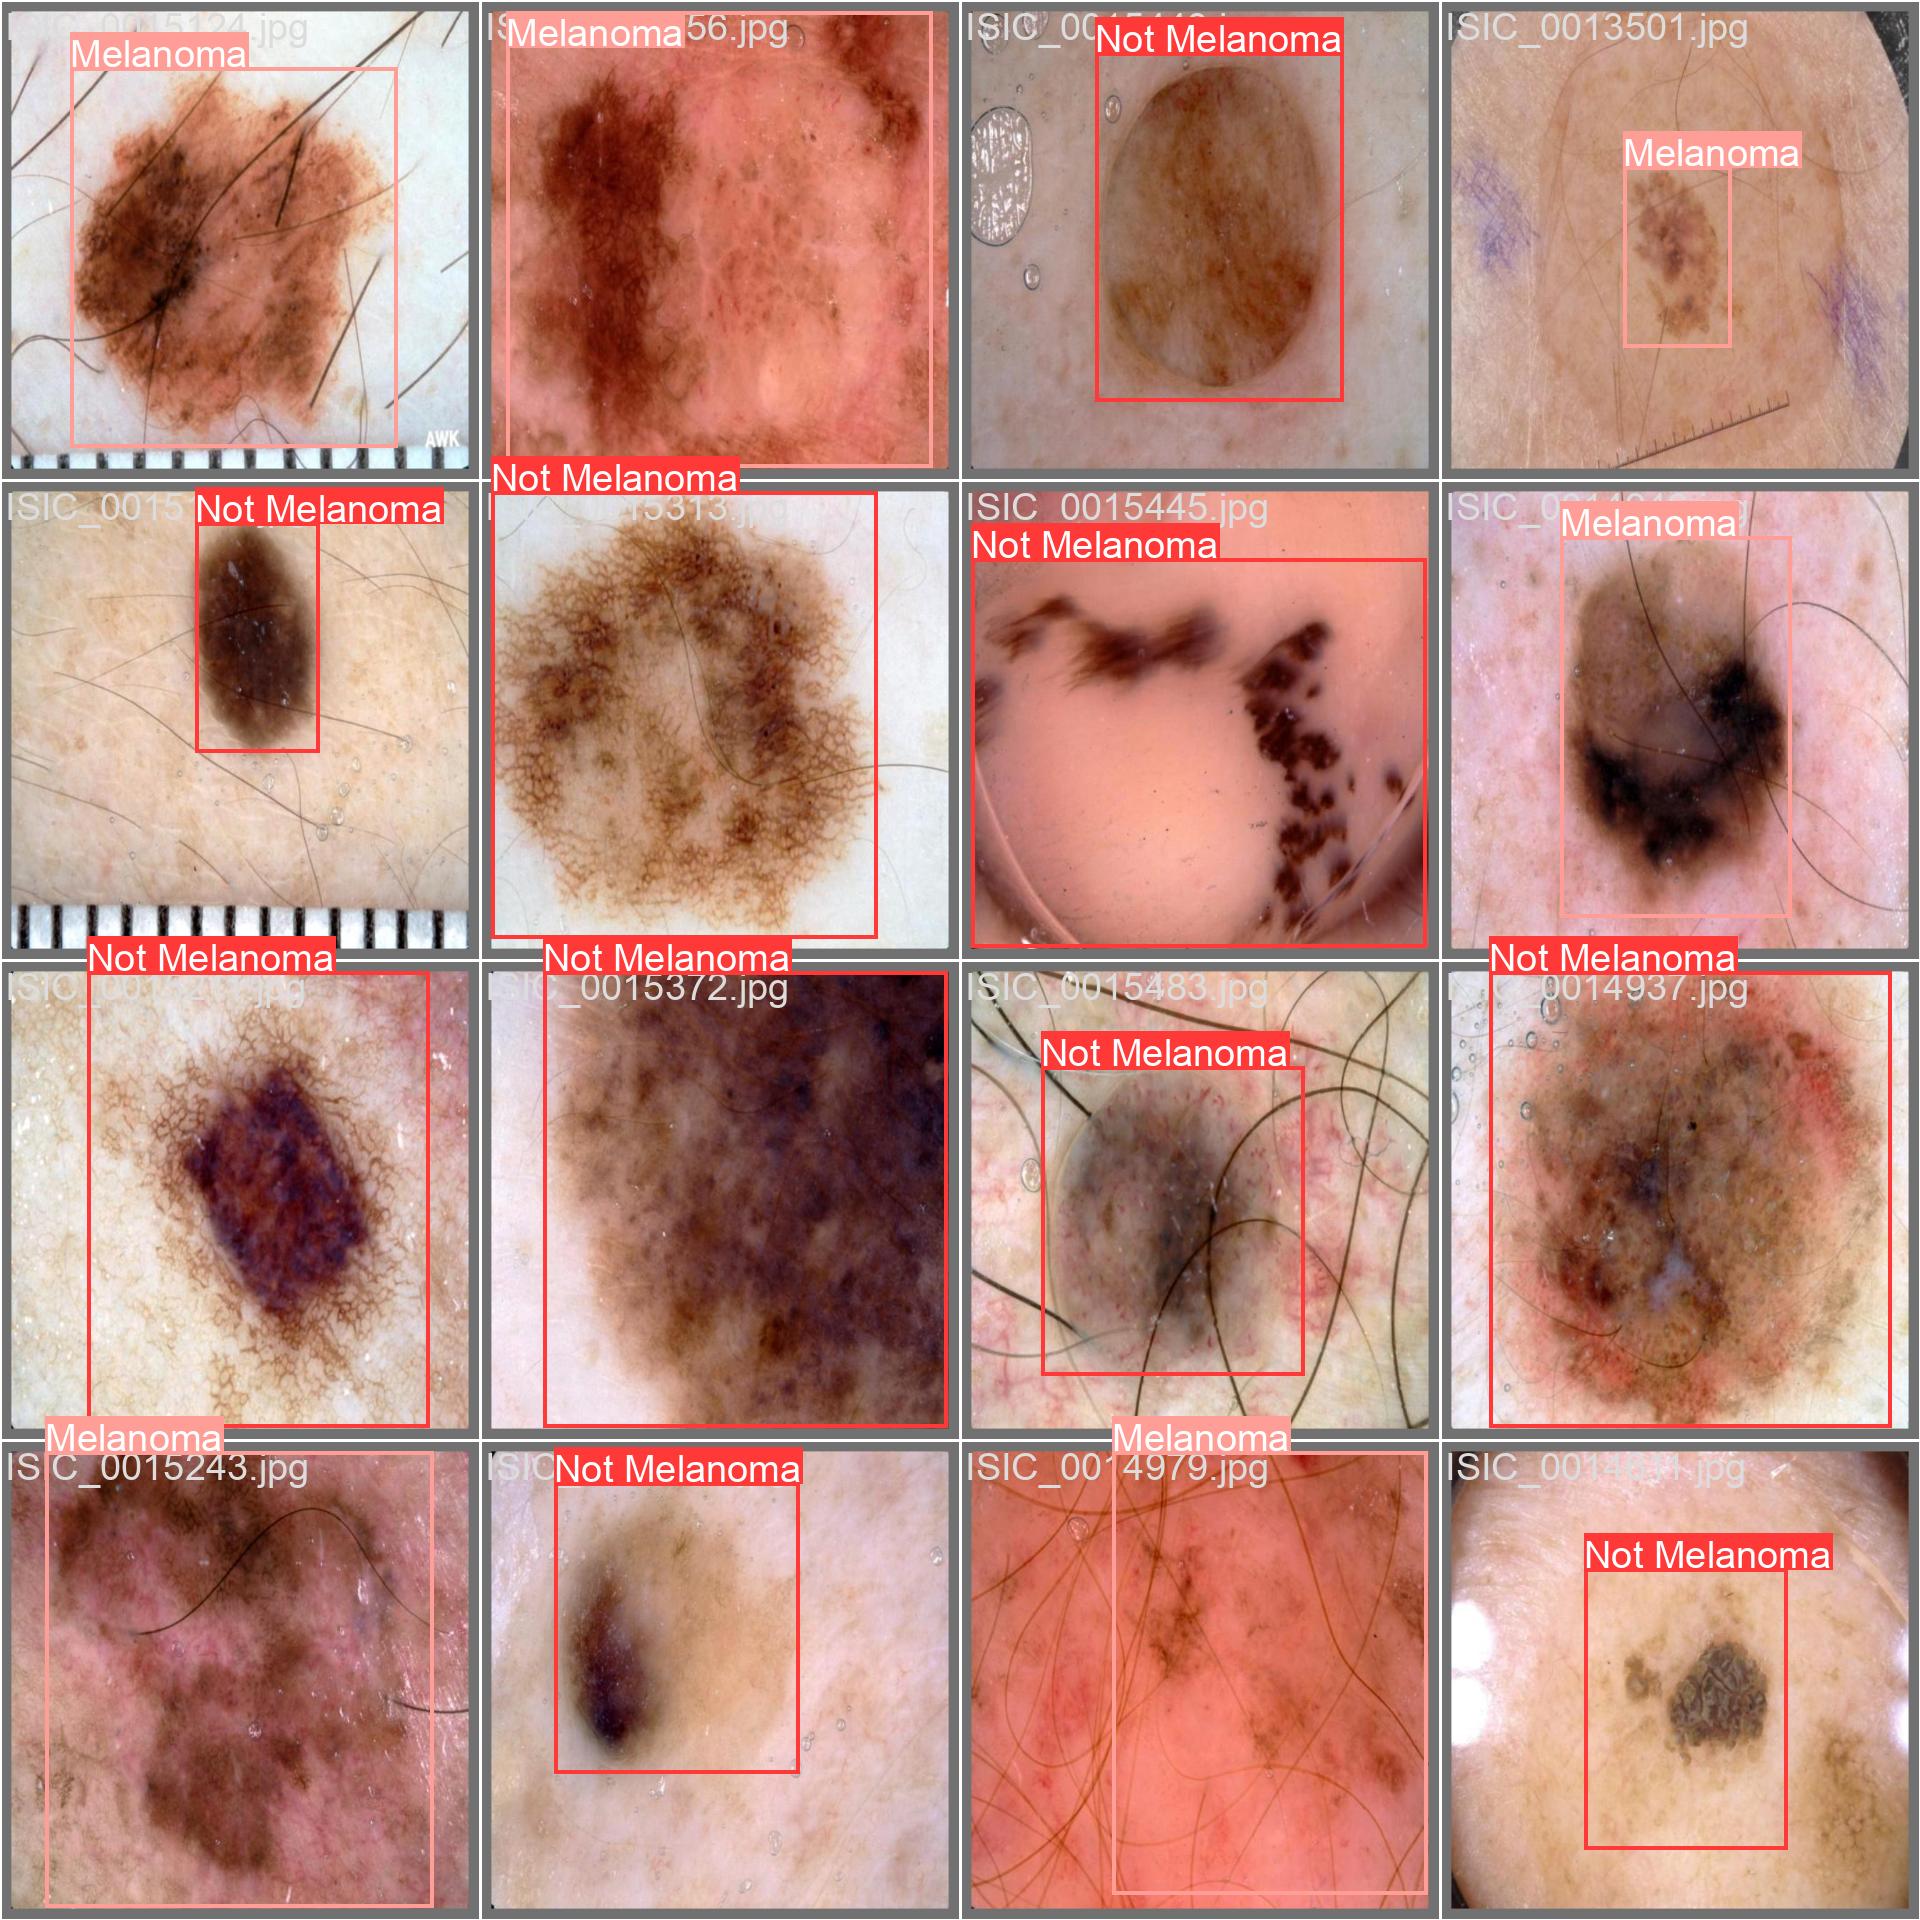 Melanoma
AWK
Melanoma
56.jpg
Not Melanoma
ISIC_0013501.jpg
Melanoma
Not Melanoma
Not Melanoma
ISIC_0015445.jpg
Not Melanoma
Melanoma
Not Melanoma
Not Melanoma
ISIC_0015372.jpg
ISIC_0015483.jpg
Not Melanoma
Not Melanoma
0014937.jpg
Melanoma
ISIC_0015243.jpg
Not Melanoma
Melanoma
ISIC_0014979.jpg
Not Melanoma